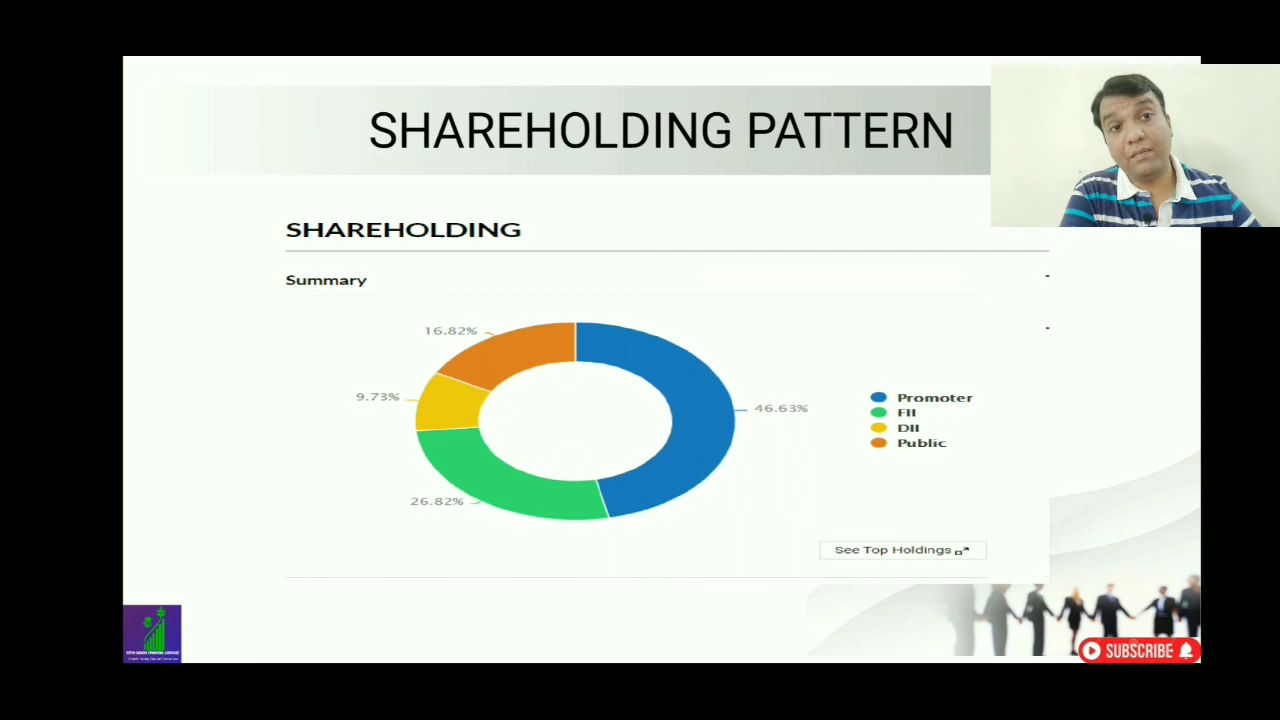 SHAREHOLDING PATTERN
SHAREHOLDING
Summary
16.82%
9.73%
46.63%
26.82%
Promoter
FII
DII
Public
See Top Holdings
SUBSCRIBE